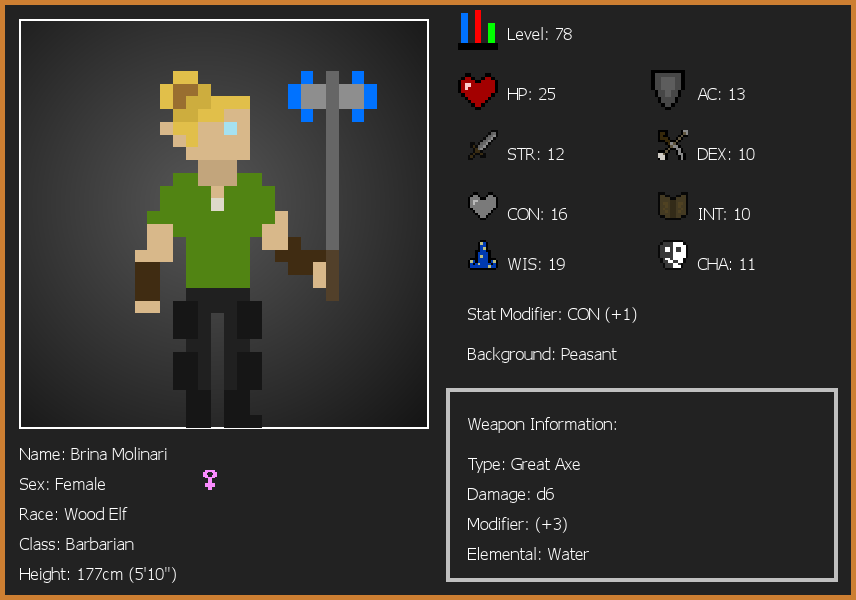 Level: 78
HP: 25
AC: 13
STR: 12
DEX: 10
CON: 16
INT: 10
WIS: 19
CHA: 11
Stat Modifier: CON (+1)
Background: Peasant
Weapon Information:
Type: Great Axe
Damage: d6
Modifier: (+3)
Elemental: Water
Name: Brina Molinari
Sex: Female
Race: Wood Elf
Class: Barbarian
Height: 177cm (5'10")